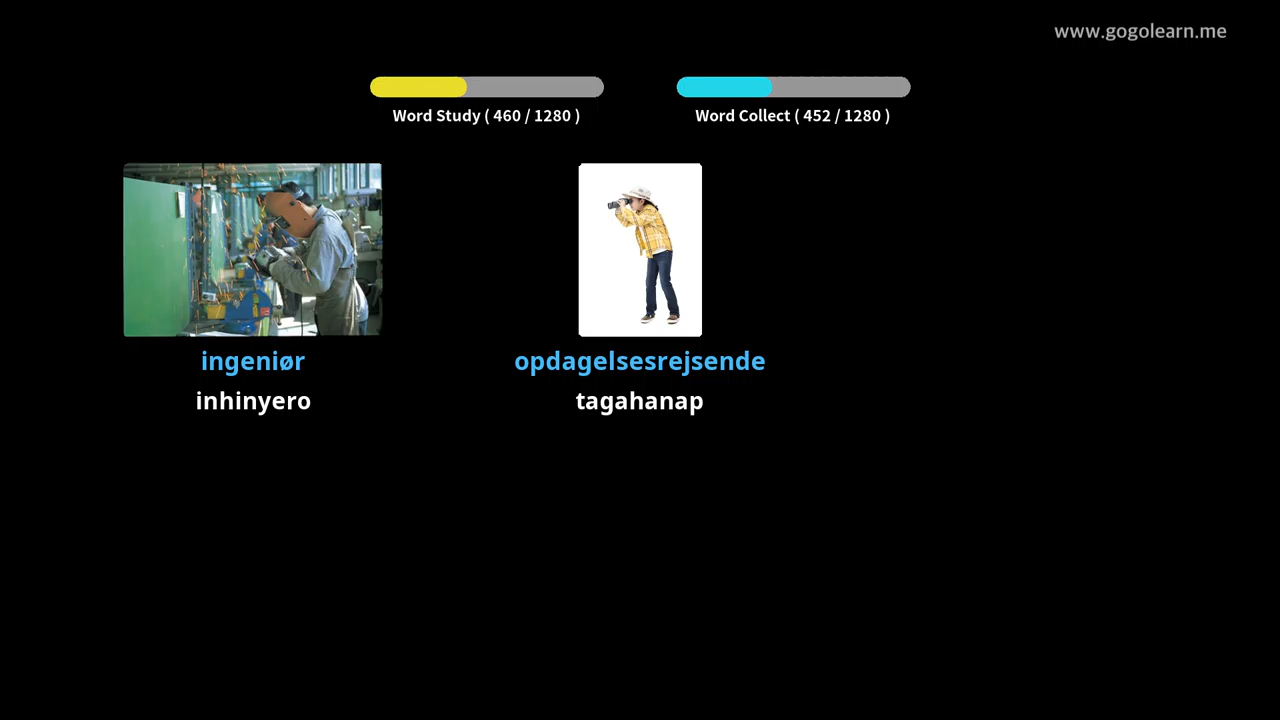 www.gogolearn.me
Word Study ( 460 / 1280 )
Word Collect ( 452 / 1280 )
ingeniør
inhinyero
opdagelsesrejsende
tagahanap